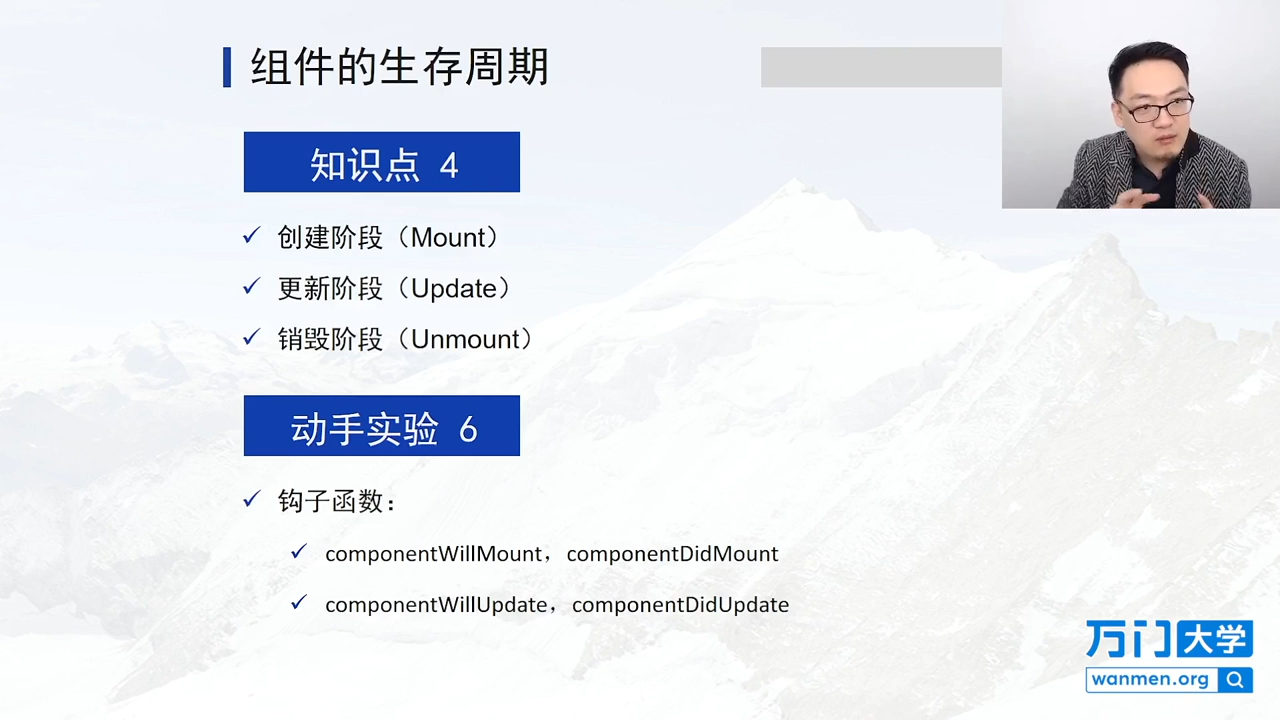 组件的生存周期
知识点 4
创建阶段（Mount）
更新阶段（Update）
销毁阶段（Unmount）
动手实验 6
钩子函数：
componentWillMount，componentDidMount
componentWillUpdate，componentDidUpdate
万门大学
wanmen.org